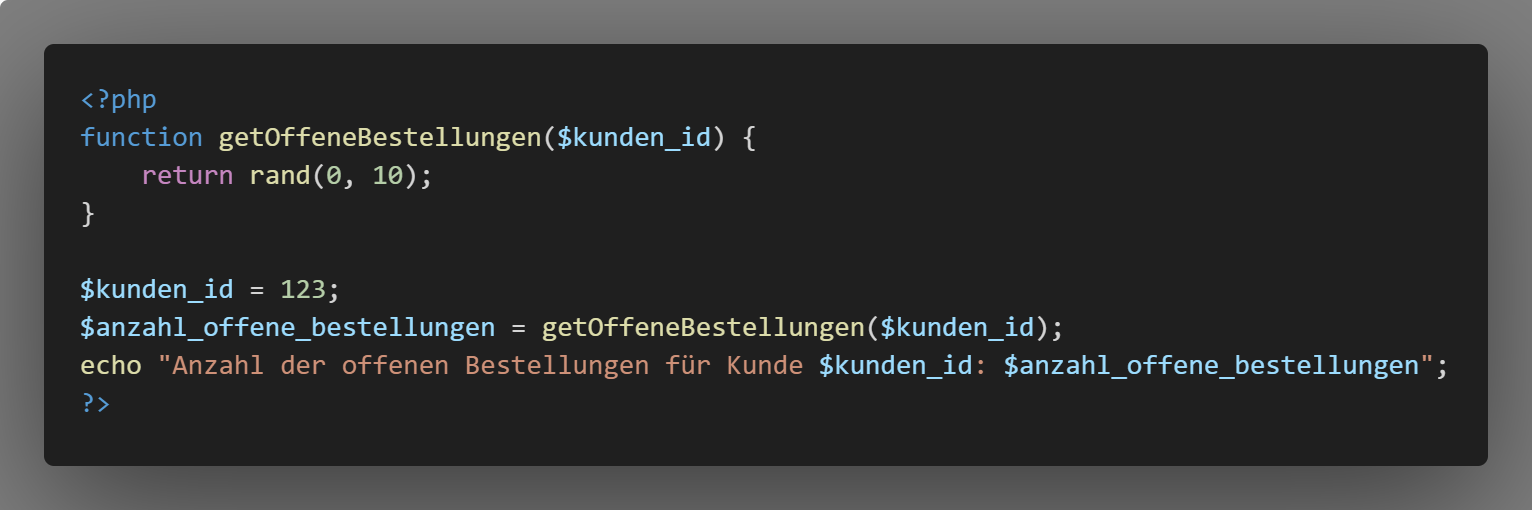 <?php
function getOffeneBestellungen($kunden_id) {
    return rand(0, 10);
}

$kunden_id = 123;
$anzahl_offene_bestellungen = getOffeneBestellungen($kunden_id);
echo "Anzahl der offenen Bestellungen für Kunde $kunden_id: $anzahl_offene_bestellungen";
?>